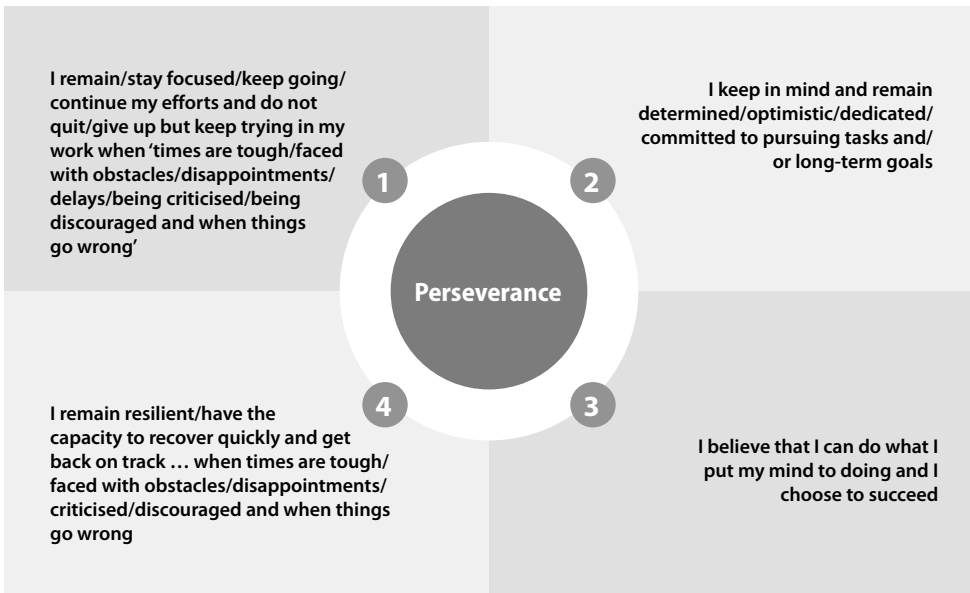 I remain/stay focused/keep going/
continue my efforts and do not
quit/give up but keep trying in my
work when ‘times are tough/faced
with obstacles/disappointments/
delays/being criticised/being
discouraged and when things
go wrong’
1
I keep in mind and remain
determined/optimistic/dedicated/
committed to pursuing tasks and/
or long-term goals
2
Perseverance
I believe that I can do what I
put my mind to doing and I
choose to succeed
3
I remain resilient/have the
capacity to recover quickly and get
back on track … when times are tough/
faced with obstacles/disappointments/
criticised/discouraged and when things
go wrong
4